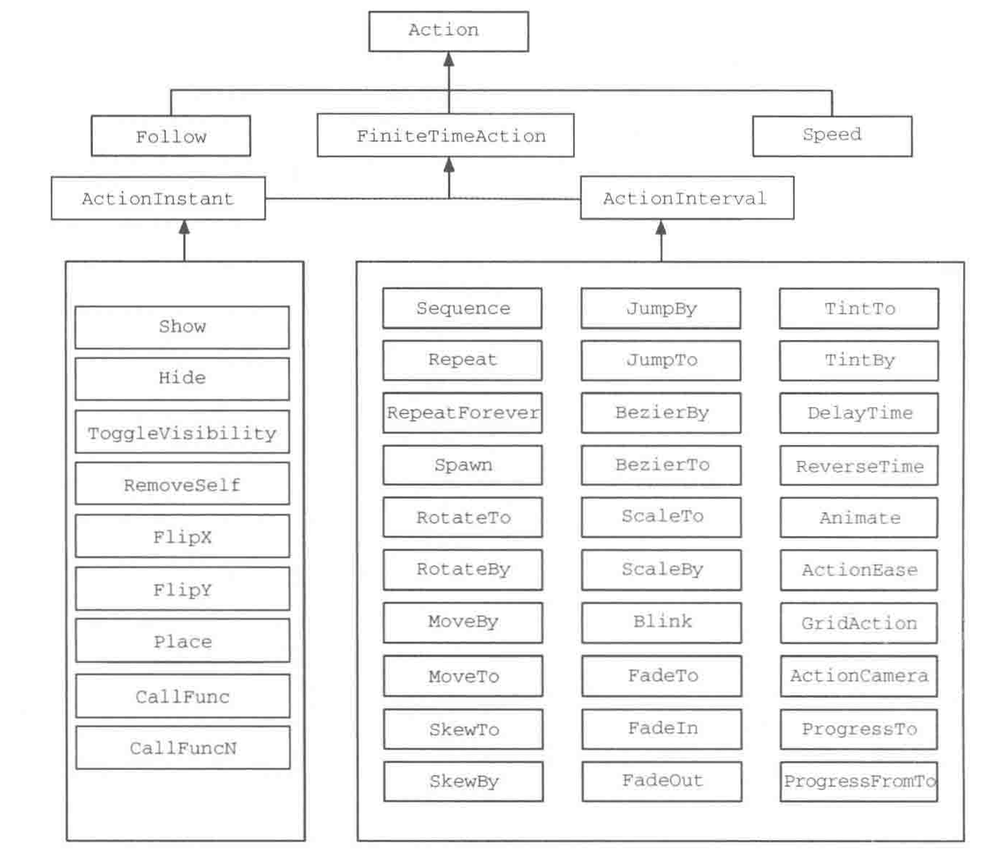 Action
Follow
FiniteTimeAction
Speed
ActionInstant
ActionInterval
Show
Hide
ToggleVisibility
RemoveSelf
FlipX
FlipY
Place
CallFunc
CallFuncN
Sequence
Repeat
RepeatForever
Spawn
RotateTo
RotateBy
MoveBy
MoveTo
SkewTo
SkewBy
JumpBy
JumpTo
BezierBy
BezierTo
ScaleTo
ScaleBy
Blink
FadeTo
FadeIn
FadeOut
TintTo
TintBy
DelayTime
ReverseTime
Animate
ActionEase
GridAction
ActionCamera
ProgressTo
ProgressFromTo